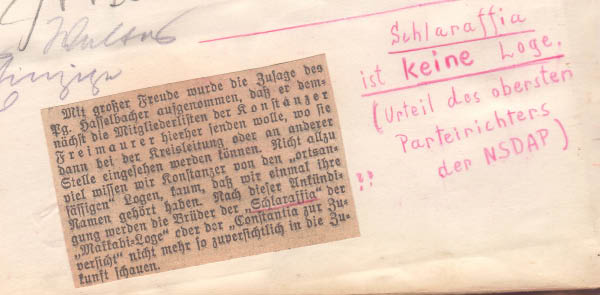 Mit großer Freude wurde die Zusage des
Pg. Hasselbacher aufgenommen, daß er dem-
nächst die Mitgliederlisten der Konstanzer
Freimaurer hierher senden wolle, wo sie
dann bei der Kreisleitung oder an anderer
Stelle eingesehen werden können. Nicht allzu
viel wissen wir Konstanzer von den „ortsan-
sässigen“ Logen, kaum, daß wir einmal ihre
Namen gehört haben. Nach dieser Ankündi-
gung werden die Brüder der „Schlaraffia“ der
„Makkabi-Loge“ oder der „Constantia zur Zu-
versicht“ nicht mehr so zuversichtlich in die Zu-
kunft schauen.
Schlaraffia
ist keine Loge.
(Urteil des obersten
Parteirichters
der NSDAP)
!!